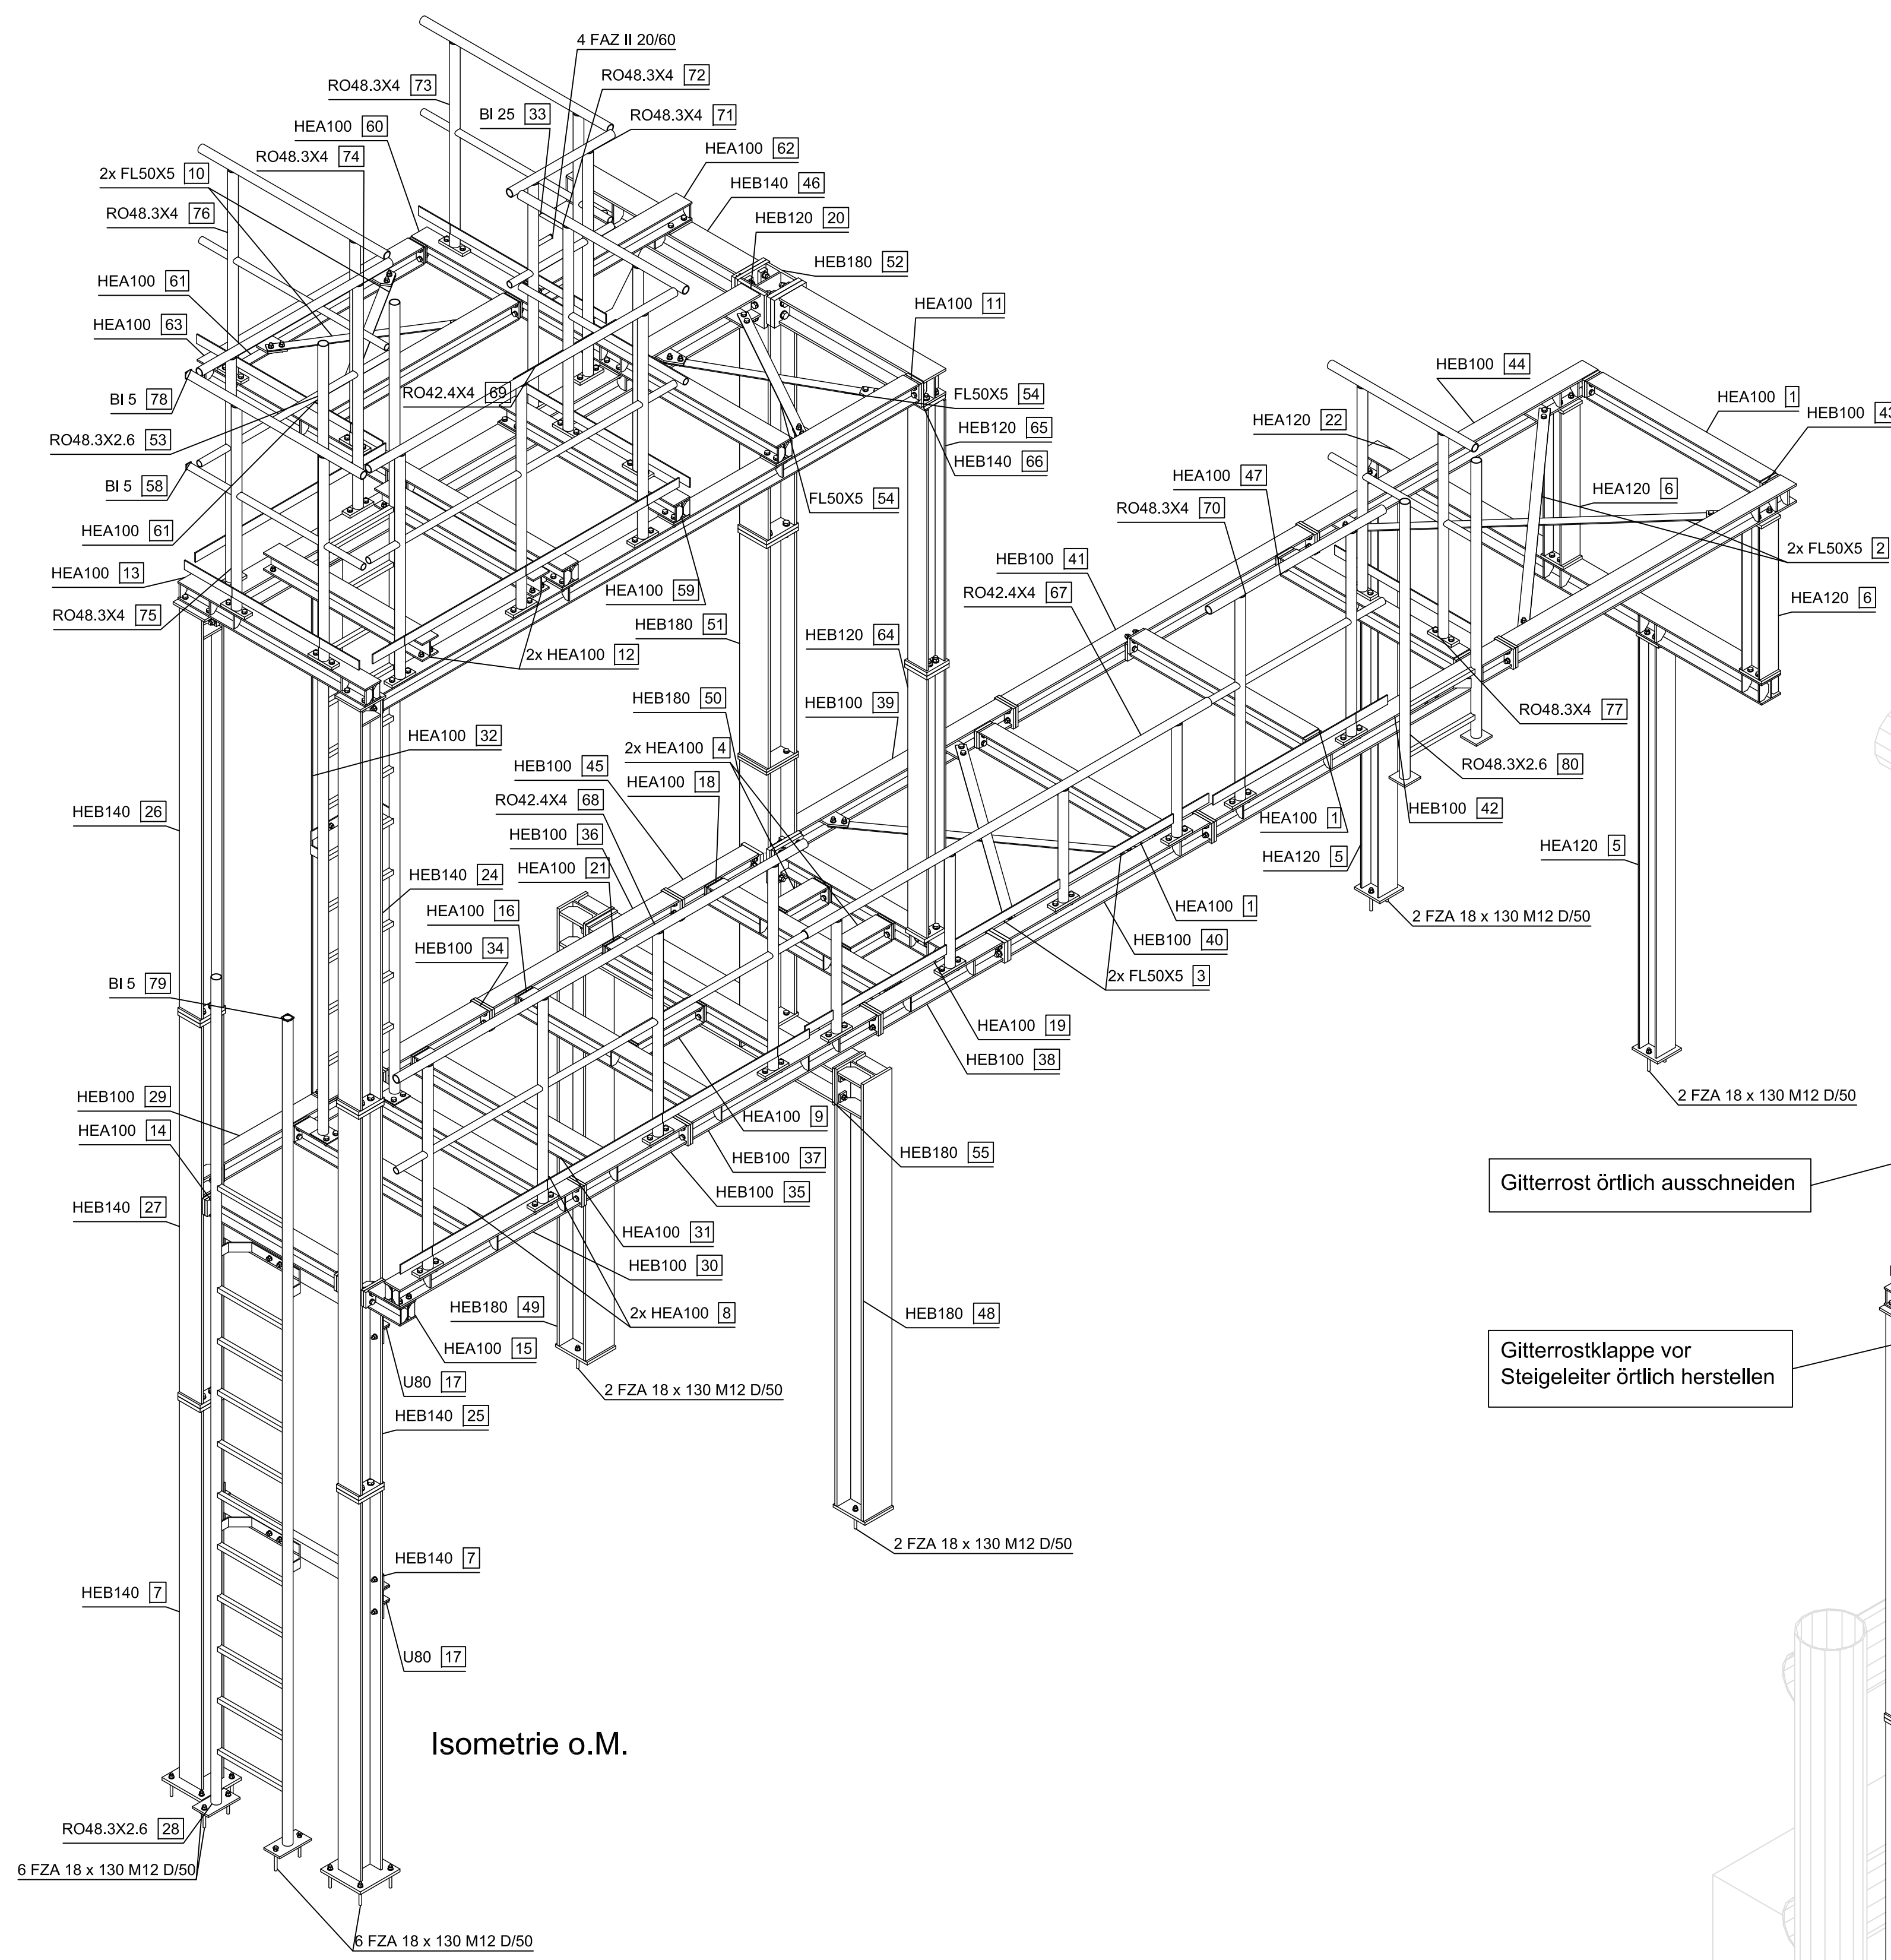 4 FAZ II 20/60
RO48.3X4 72
RO48.3X4 73
BI 25 33
RO48.3X4 71
HEA100 60
HEA100 62
RO48.3X4 74
2x FL50X5 10
HEB140 46
RO48.3X4 76
HEB120 20
HEB180 52
HEA100 61
HEA100 11
HEA100 63
HEB100 44
BI 5 78
RO42.4X4 69
FL50X5 54
HEA100 1
HEB100 43
HEA120 22
RO48.3X2.6 53
HEB120 65
HEB140 66
BI 5 58
HEA100 47
HEA120 6
FL50X5 54
RO48.3X4 70
HEA100 61
2x FL50X5 2
HEA100 13
HEB100 41
HEA100 59
RO42.4X4 67
HEA120 6
RO48.3X4 75
HEB180 51
HEB120 64
2x HEA100 12
HEB180 50
HEB100 39
RO48.3X4 77
HEA100 32
2x HEA100 4
HEB100 45
HEA100 18
RO48.3X2.6 80
RO42.4X4 68
HEB140 26
HEB100 42
HEA100 1
HEB100 36
HEA120 5
HEA120 5
HEA100 21
HEB140 24
HEA100 16
HEA100 1
2 FZA 18 x 130 M12 D/50
HEB100 34
HEB100 40
BI 5 79
2x FL50X5 3
HEA100 19
HEB100 38
2 FZA 18 x 130 M12 D/50
HEB100 29
HEA100 9
HEA100 14
HEB180 55
HEB100 37
Gitterrost örtlich ausschneiden
HEB100 35
HEB140 27
HEA100 31
HEB100 30
HEB180 49
2x HEA100 8
HEB180 48
HEA100 15
Gitterrostklappe vor
Steigeleiter örtlich herstellen
U80 17
2 FZA 18 x 130 M12 D/50
HEB140 25
2 FZA 18 x 130 M12 D/50
HEB140 7
HEB140 7
U80 17
Isometrie o.M.
RO48.3X2.6 28
6 FZA 18 x 130 M12 D/50
6 FZA 18 x 130 M12 D/50